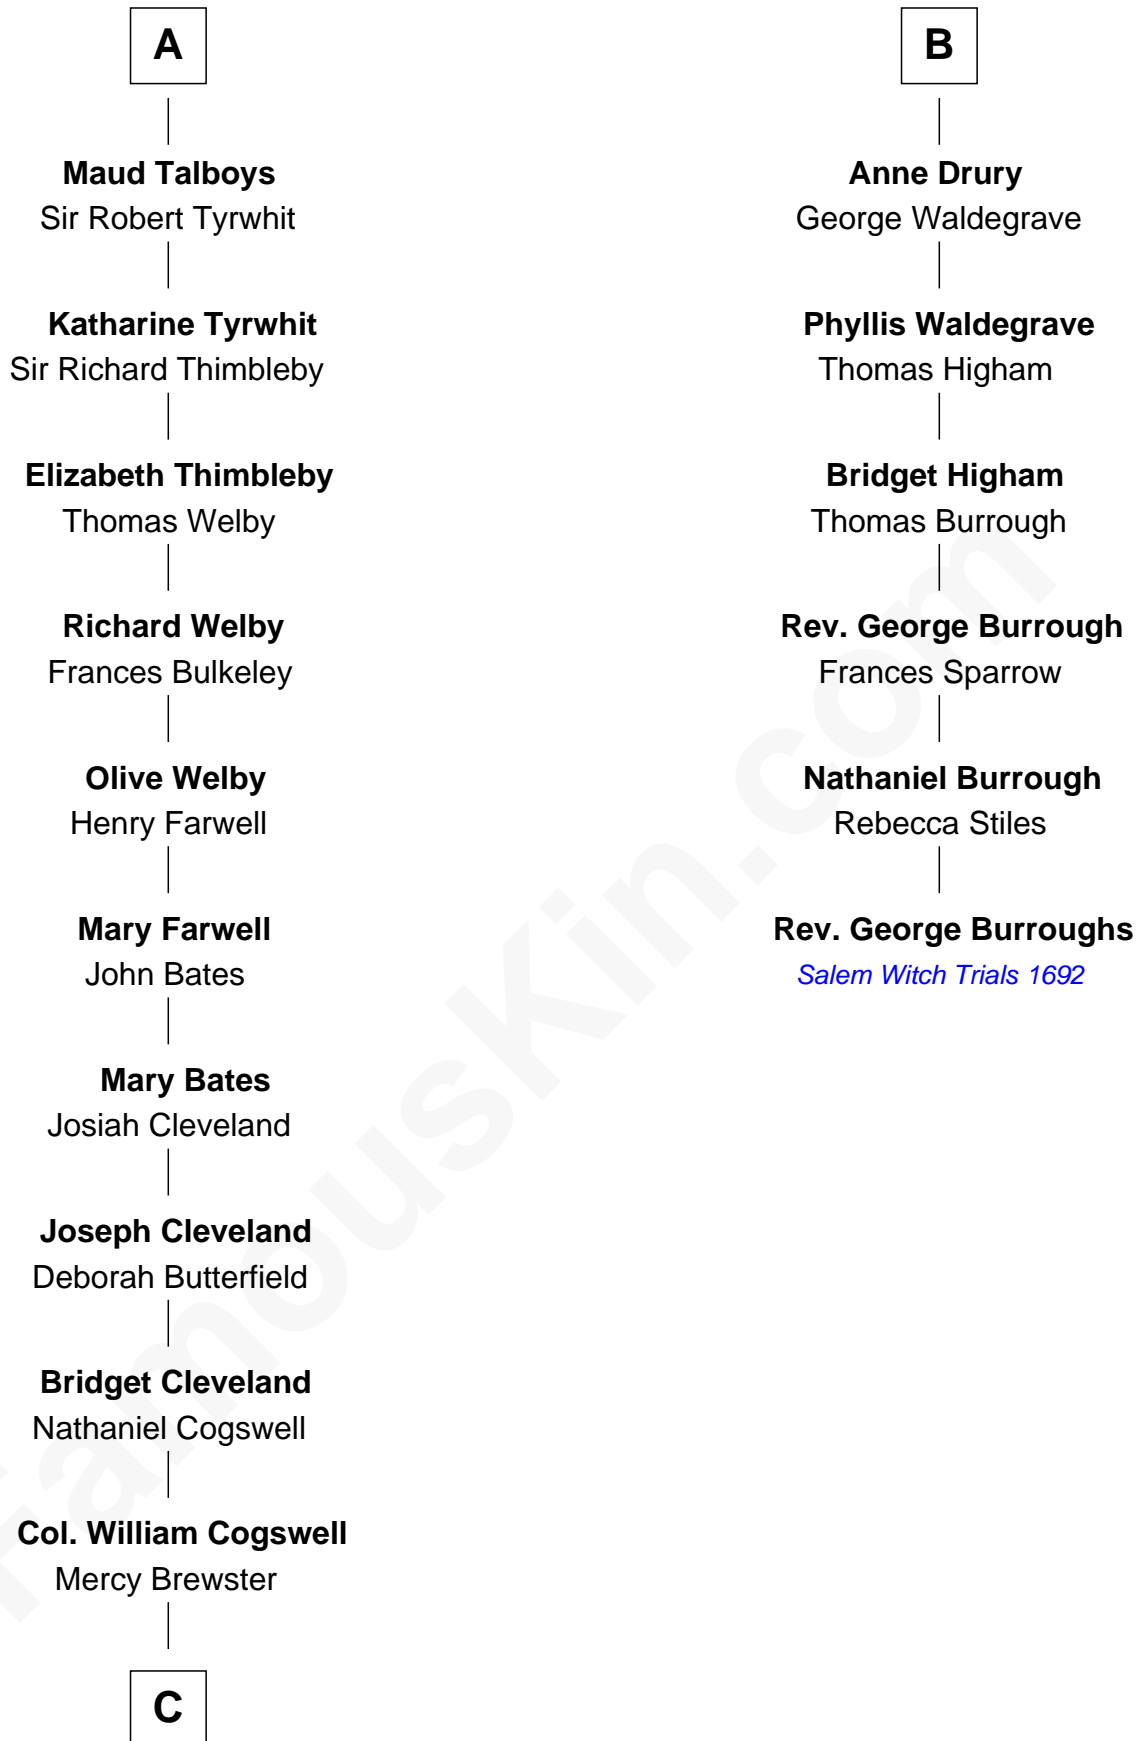 A
Maud Talboys
Sir Robert Tyrwhit
Katharine Tyrwhit
Sir Richard Thimbleby
Elizabeth Thimbleby
Thomas Welby
Richard Welby
Frances Bulkeley
Olive Welby
Henry Farwell
Mary Farwell
John Bates
Mary Bates
Josiah Cleveland
Joseph Cleveland
Deborah Butterfield
Bridget Cleveland
Nathaniel Cogswell
Col. William Cogswell
Mercy Brewster
C
B
Anne Drury
George Waldegrave
Phyllis Waldegrave
Thomas Higham
Bridget Higham
Thomas Burrough
Rev. George Burrough
Frances Sparrow
Nathaniel Burrough
Rebecca Stiles
Rev. George Burroughs
Salem Witch Trials 1692
FamousKin.com